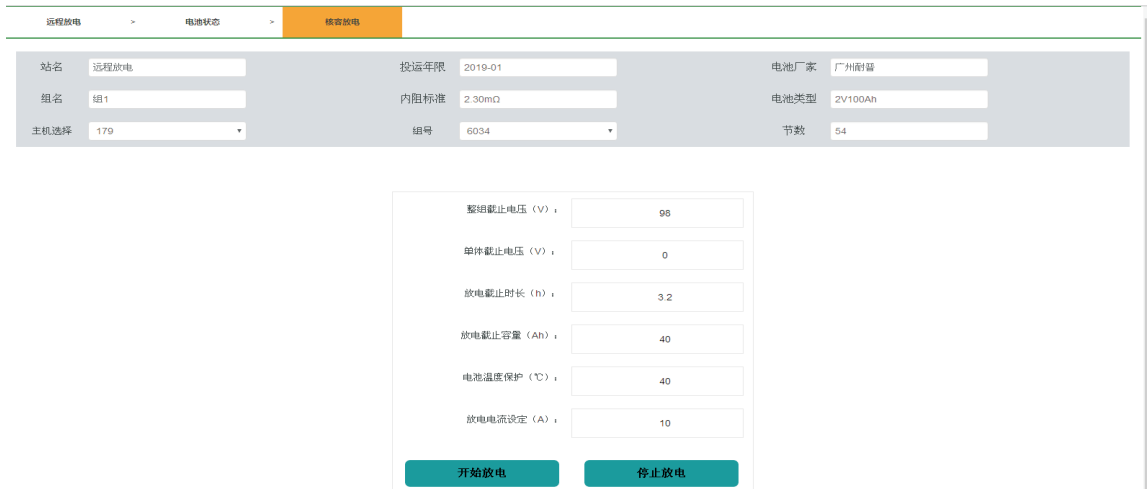 远程放电 > 电池状态 > 核容放电
站名 远程放电 投运年限 2019-01 电池厂家 广州耐普
组名 组1 内阻标准 2.30mΩ 电池类型 2V100Ah
主机选择 179 组号 6034 节数 54
整组截止电压（V）： 98
单体截止电压（V）： 0
放电截止时长（h）： 3.2
放电截止容量（Ah）： 40
电池温度保护（℃）： 40
放电电流设定（A）： 10
开始放电 停止放电